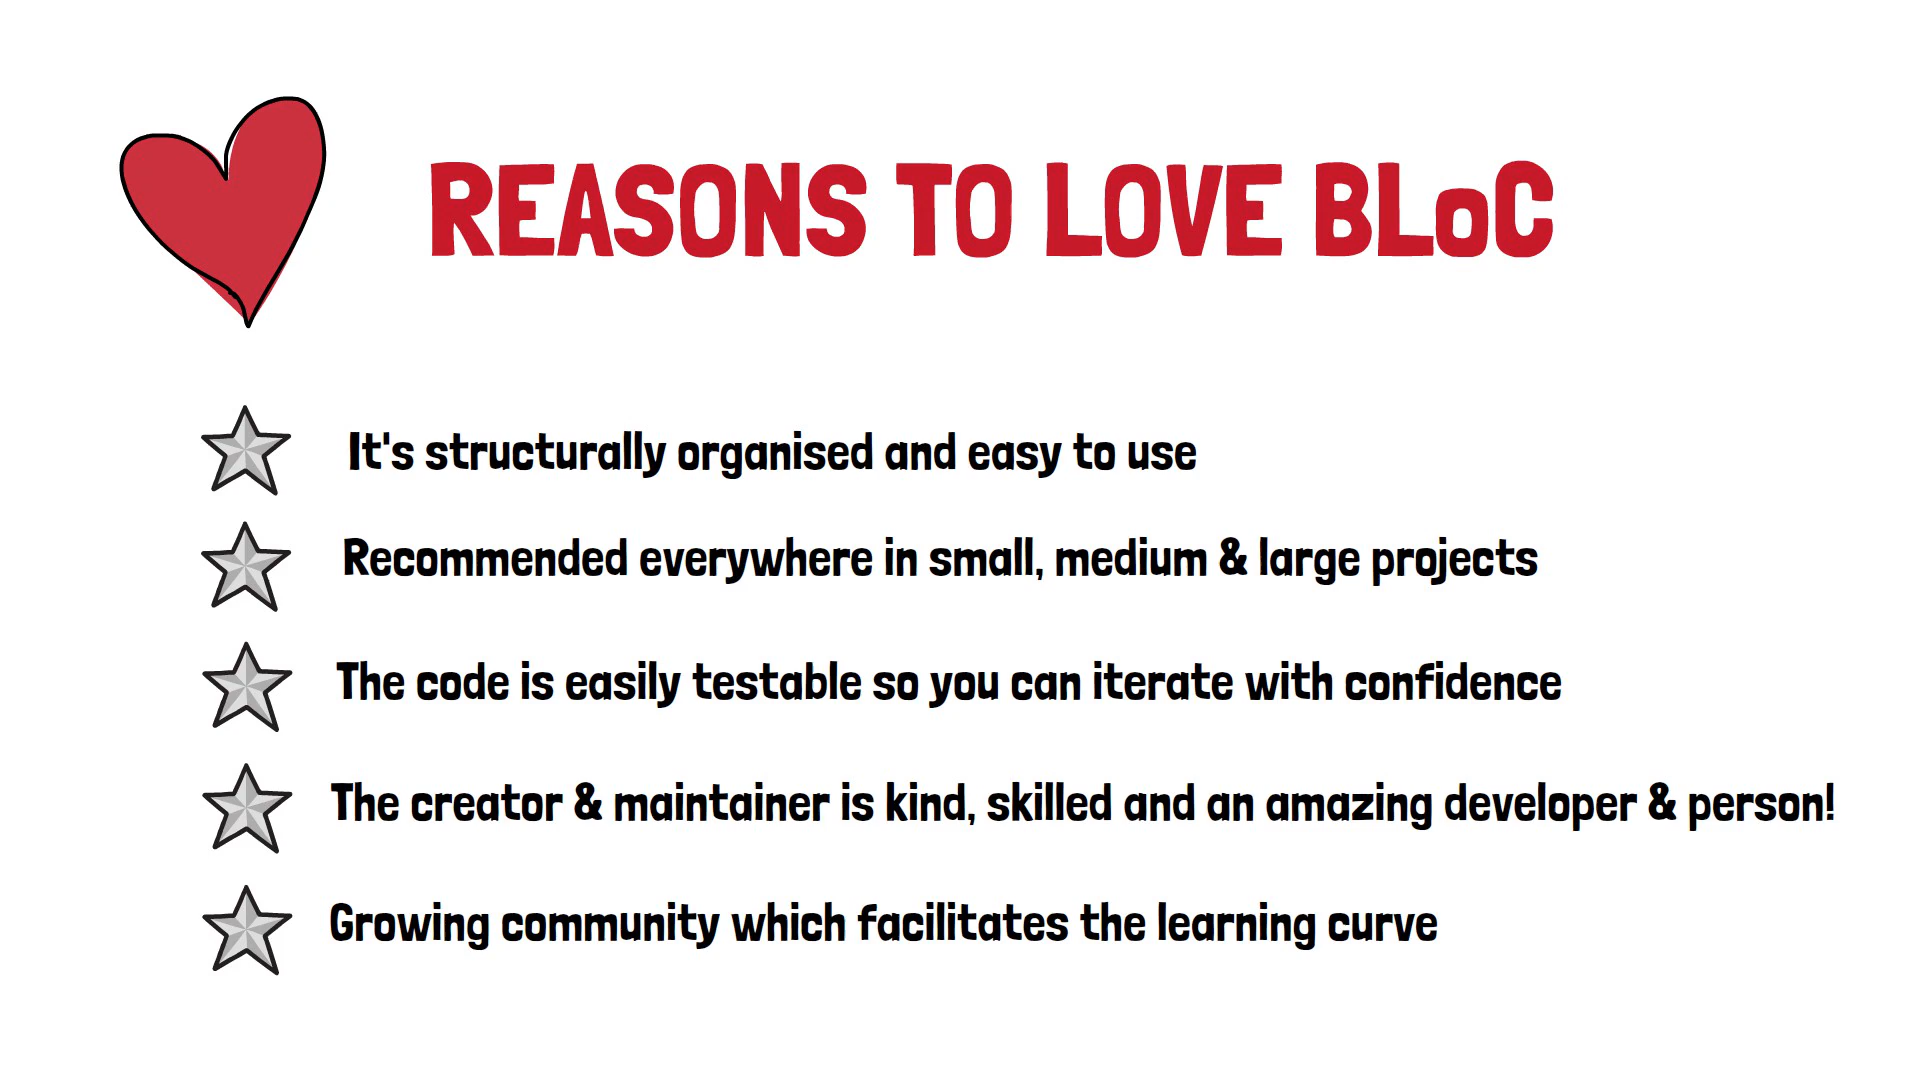 REASONS TO LOVE BLoC
It's structurally organised and easy to use
Recommended everywhere in small, medium & large projects
The code is easily testable so you can iterate with confidence
The creator & maintainer is kind, skilled and an amazing developer & person!
Growing community which facilitates the learning curve